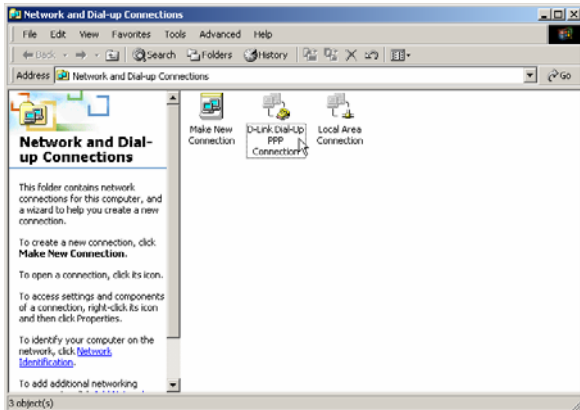 Network and Dial-up Connections
File Edit View Favorites Tools Advanced Help
Back Search Folders History
Address Network and Dial-up Connections Go
Network and Dial-
up Connections
This folder contains network
connections for this computer, and
a wizard to help you create a new
connection.
To create a new connection, click
Make New Connection.
To open a connection, click its icon.
To access settings and components
of a connection, right-click its icon
and then click Properties.
To identify your computer on the
network, click Network
Identification.
To add additional networking
Make New
Connection
D-Link Dial-Up
PPP
Connection
Local Area
Connection
3 object(s)